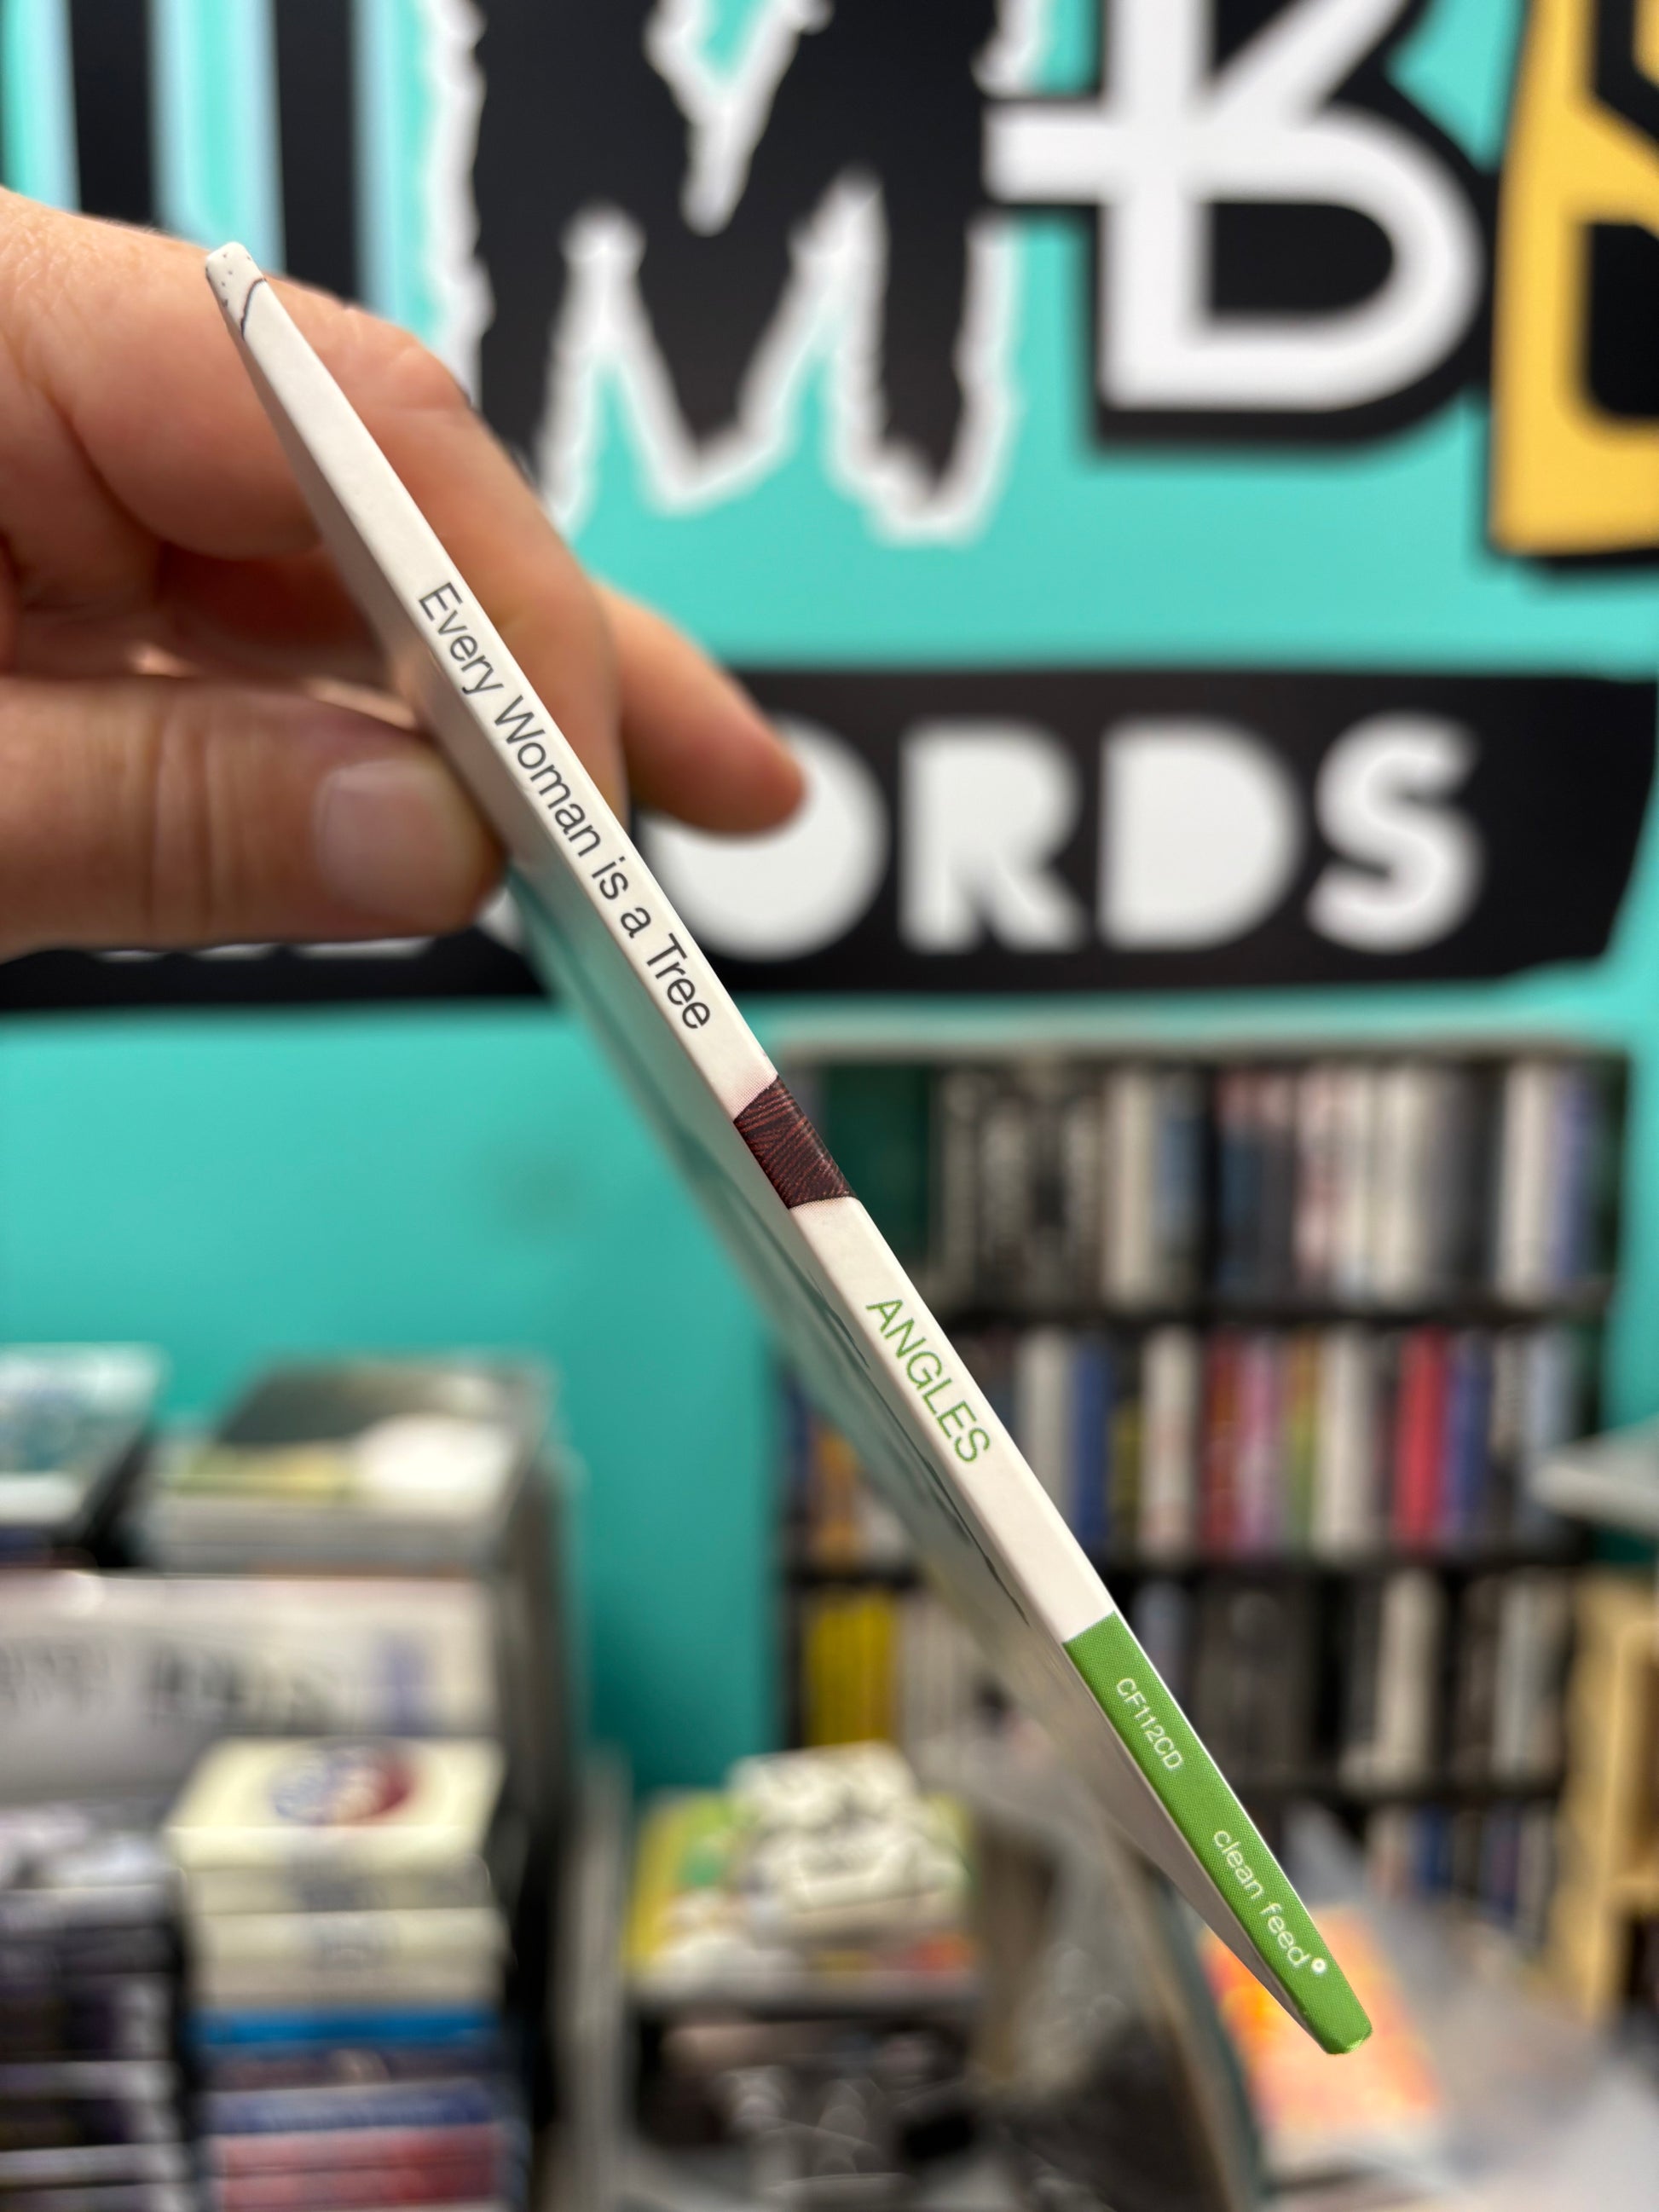 Every Woman is a Tree
ANGLES
CF112CD
clean feed
ORDS